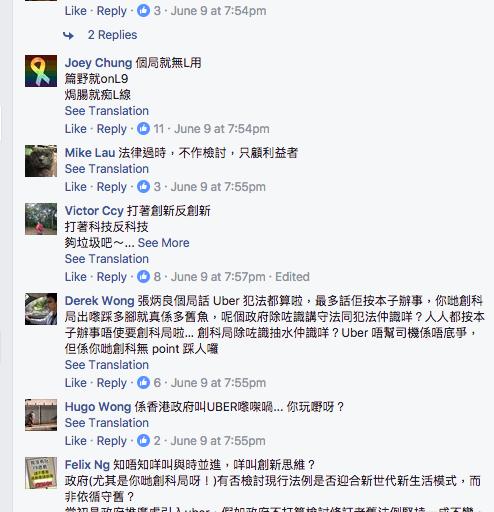 Like · Reply · 3 · June 9 at 7:54pm
2 Replies
Joey Chung 個局就無L用
篇野就onL9
焗腸就痴L線
See Translation
Like · Reply · 11 · June 9 at 7:54pm
Mike Lau 法律過時，不作檢討，只顧利益者
See Translation
Like · Reply · 3 · June 9 at 7:55pm
Victor Ccy 打著創新反創新
打著科技反科技
夠垃圾吧～... See More
See Translation
Like · Reply · 8 · June 9 at 7:57pm · Edited
Derek Wong 張炳良個局話 Uber 犯法都算啦，最多話佢按本子辦事，你哋創科
局出嚟踩多腳就真係多舊魚，呢個政府除咗識講守法同犯法仲識咩？人人都按本
子辦事唔使要創科局啦... 創科局除咗識抽水仲識咩？Uber 唔幫司機係唔底爭，
但係你哋創科無 point 踩人囉
See Translation
Like · Reply · 6 · June 9 at 7:55pm
Hugo Wong 係香港政府叫UBER嚟㗎喎... 你玩嘢呀？
See Translation
Like · Reply · 2 · June 9 at 7:55pm
Felix Ng 知唔知咩叫與時並進，咩叫創新思維？
政府(尤其是你哋創科局呀！)有否檢討現行法例是否迎合新世代新生活模式，而
非依循守舊？